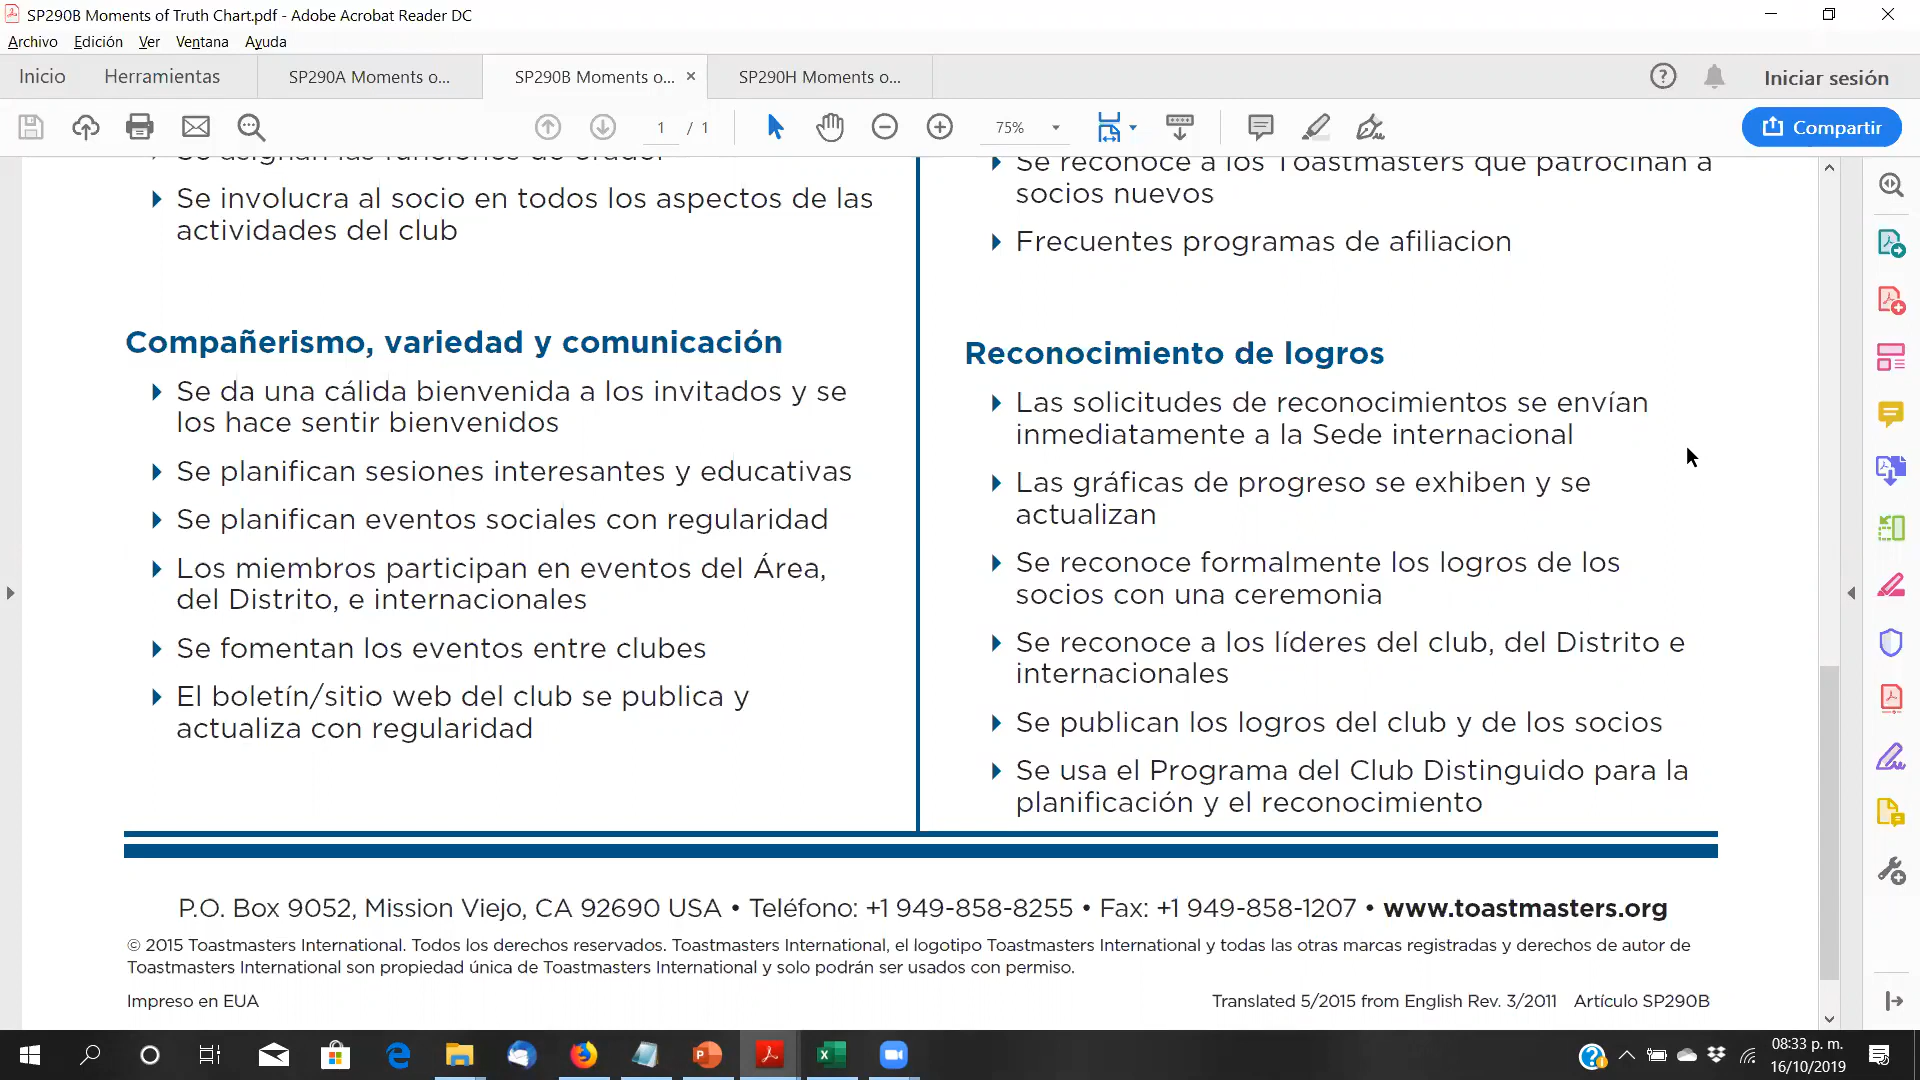 SP290B Moments of Truth Chart.pdf - Adobe Acrobat Reader DC
Archivo Edición Ver Ventana Ayuda
Inicio Herramientas SP290A Moments o... SP290B Moments o... SP290H Moments o... Iniciar sesión
1 / 1 75% Compartir
Se asignan las funciones de orador
Se involucra al socio en todos los aspectos de las
actividades del club
Compañerismo, variedad y comunicación
Se da una cálida bienvenida a los invitados y se
los hace sentir bienvenidos
Se planifican sesiones interesantes y educativas
Se planifican eventos sociales con regularidad
Los miembros participan en eventos del Área,
del Distrito, e internacionales
Se fomentan los eventos entre clubes
El boletín/sitio web del club se publica y
actualiza con regularidad
Se reconoce a los Toastmasters que patrocinan a
socios nuevos
Frecuentes programas de afiliacion
Reconocimiento de logros
Las solicitudes de reconocimientos se envían
inmediatamente a la Sede internacional
Las gráficas de progreso se exhiben y se
actualizan
Se reconoce formalmente los logros de los
socios con una ceremonia
Se reconoce a los líderes del club, del Distrito e
internacionales
Se publican los logros del club y de los socios
Se usa el Programa del Club Distinguido para la
planificación y el reconocimiento
P.O. Box 9052, Mission Viejo, CA 92690 USA • Teléfono: +1 949-858-8255 • Fax: +1 949-858-1207 • www.toastmasters.org
© 2015 Toastmasters International. Todos los derechos reservados. Toastmasters International, el logotipo Toastmasters International y todas las otras marcas registradas y derechos de autor de
Toastmasters International son propiedad única de Toastmasters International y solo podrán ser usados con permiso.
Impreso en EUA Translated 5/2015 from English Rev. 3/2011 Artículo SP290B
08:33 p. m.
16/10/2019